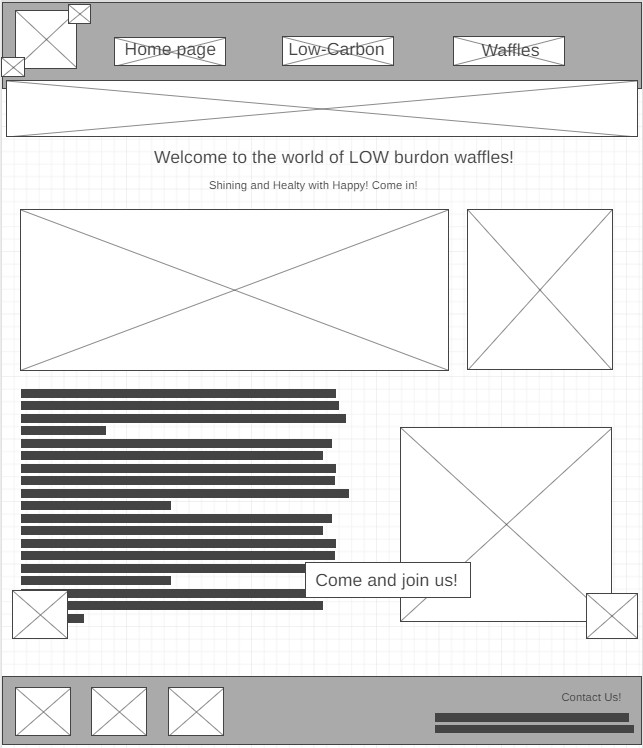 Home page
Low-Carbon
Waffles
Welcome to the world of LOW burdon waffles!
Shining and Healty with Happy! Come in!
Come and join us!
Contact Us!